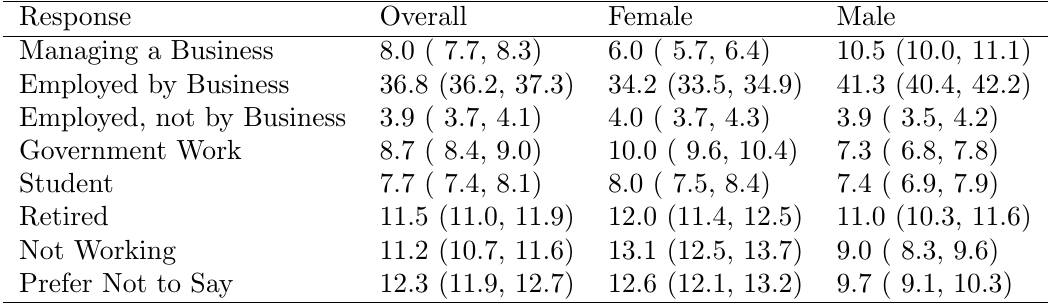 Response Overall Female Male
Managing a Business 8.0 ( 7.7, 8.3) 6.0 ( 5.7, 6.4) 10.5 (10.0, 11.1)
Employed by Business 36.8 (36.2, 37.3) 34.2 (33.5, 34.9) 41.3 (40.4, 42.2)
Employed, not by Business 3.9 ( 3.7, 4.1) 4.0 ( 3.7, 4.3) 3.9 ( 3.5, 4.2)
Government Work 8.7 ( 8.4, 9.0) 10.0 ( 9.6, 10.4) 7.3 ( 6.8, 7.8)
Student 7.7 ( 7.4, 8.1) 8.0 ( 7.5, 8.4) 7.4 ( 6.9, 7.9)
Retired 11.5 (11.0, 11.9) 12.0 (11.4, 12.5) 11.0 (10.3, 11.6)
Not Working 11.2 (10.7, 11.6) 13.1 (12.5, 13.7) 9.0 ( 8.3, 9.6)
Prefer Not to Say 12.3 (11.9, 12.7) 12.6 (12.1, 13.2) 9.7 ( 9.1, 10.3)